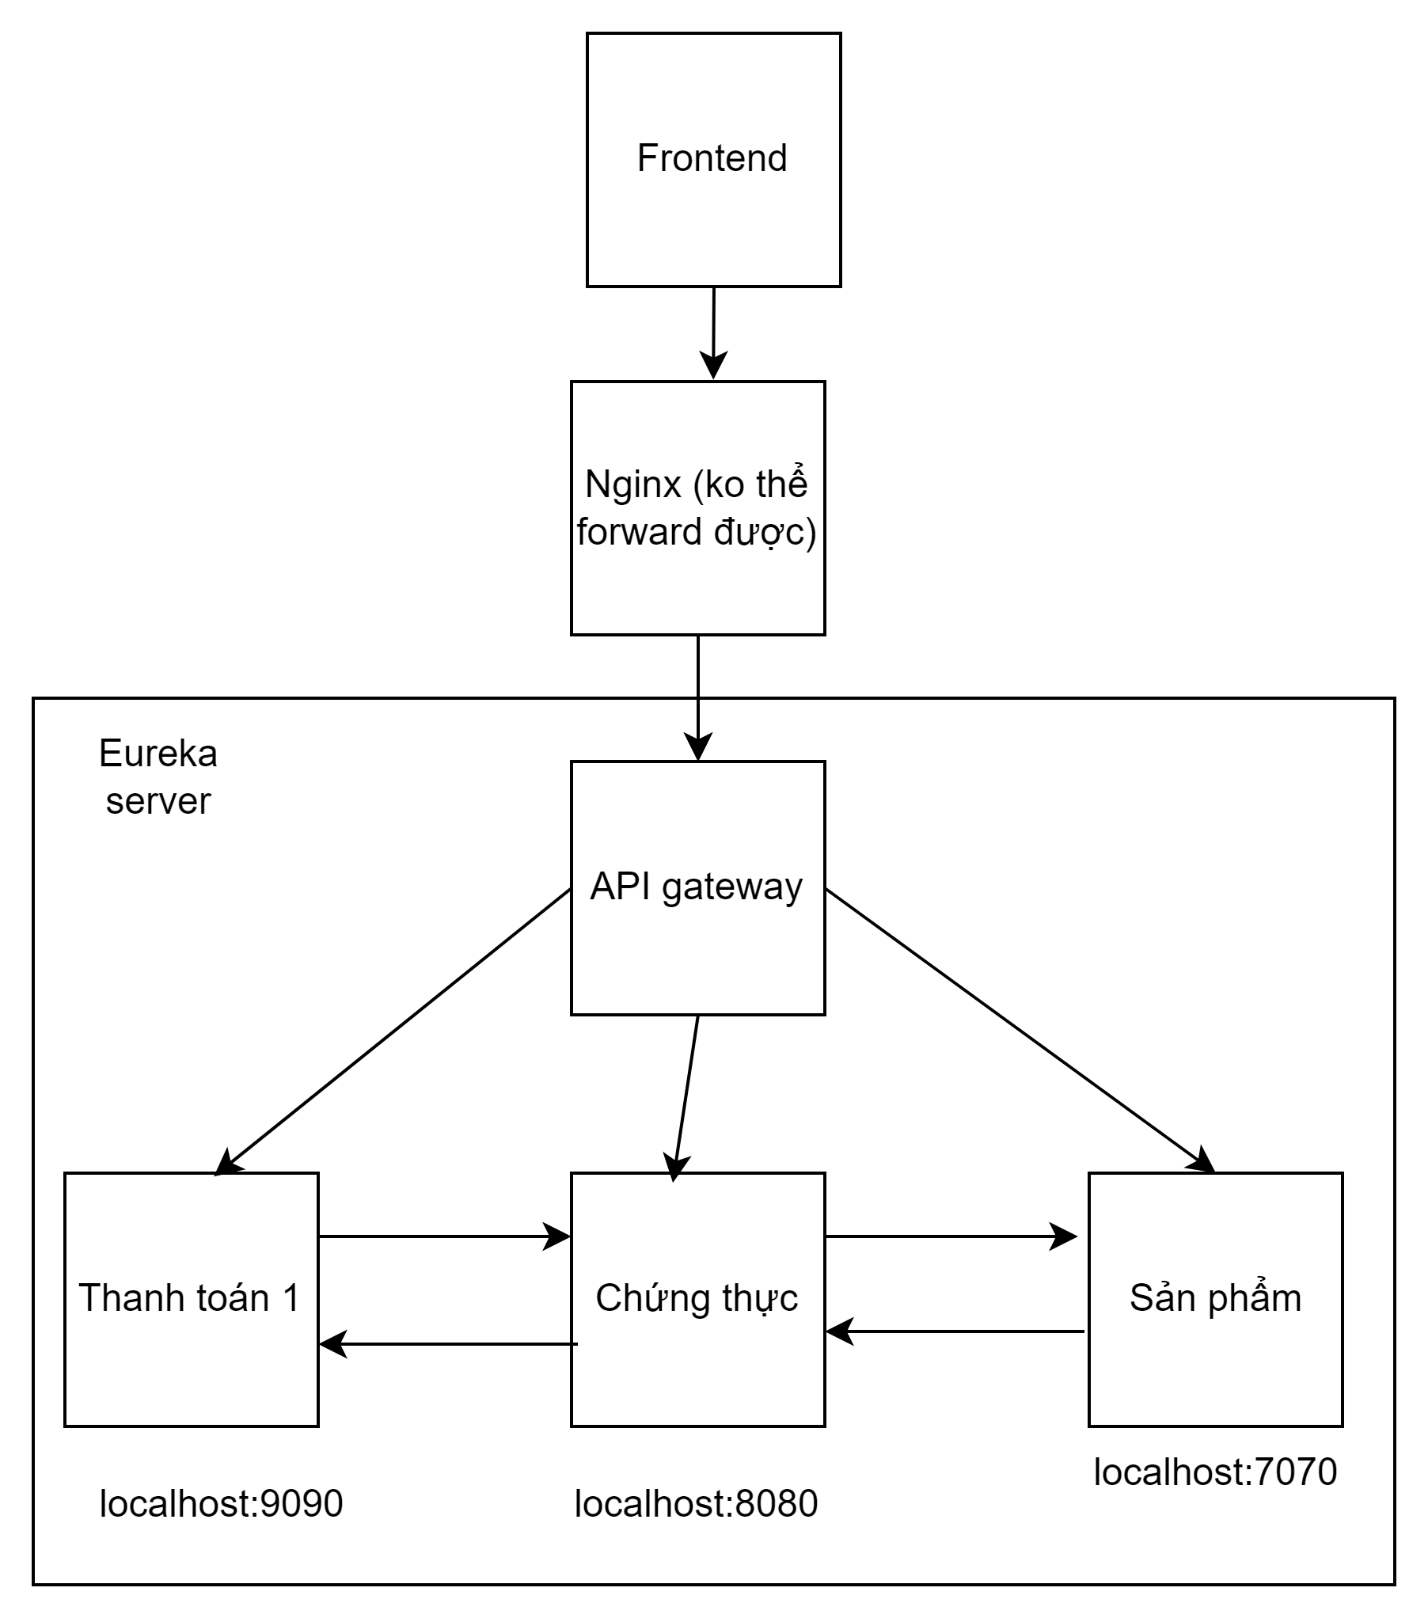 Frontend
Nginx (ko thể
forward được)
Eureka
server
API gateway
Thanh toán 1
Chứng thực
Sản phẩm
localhost:9090
localhost:8080
localhost:7070